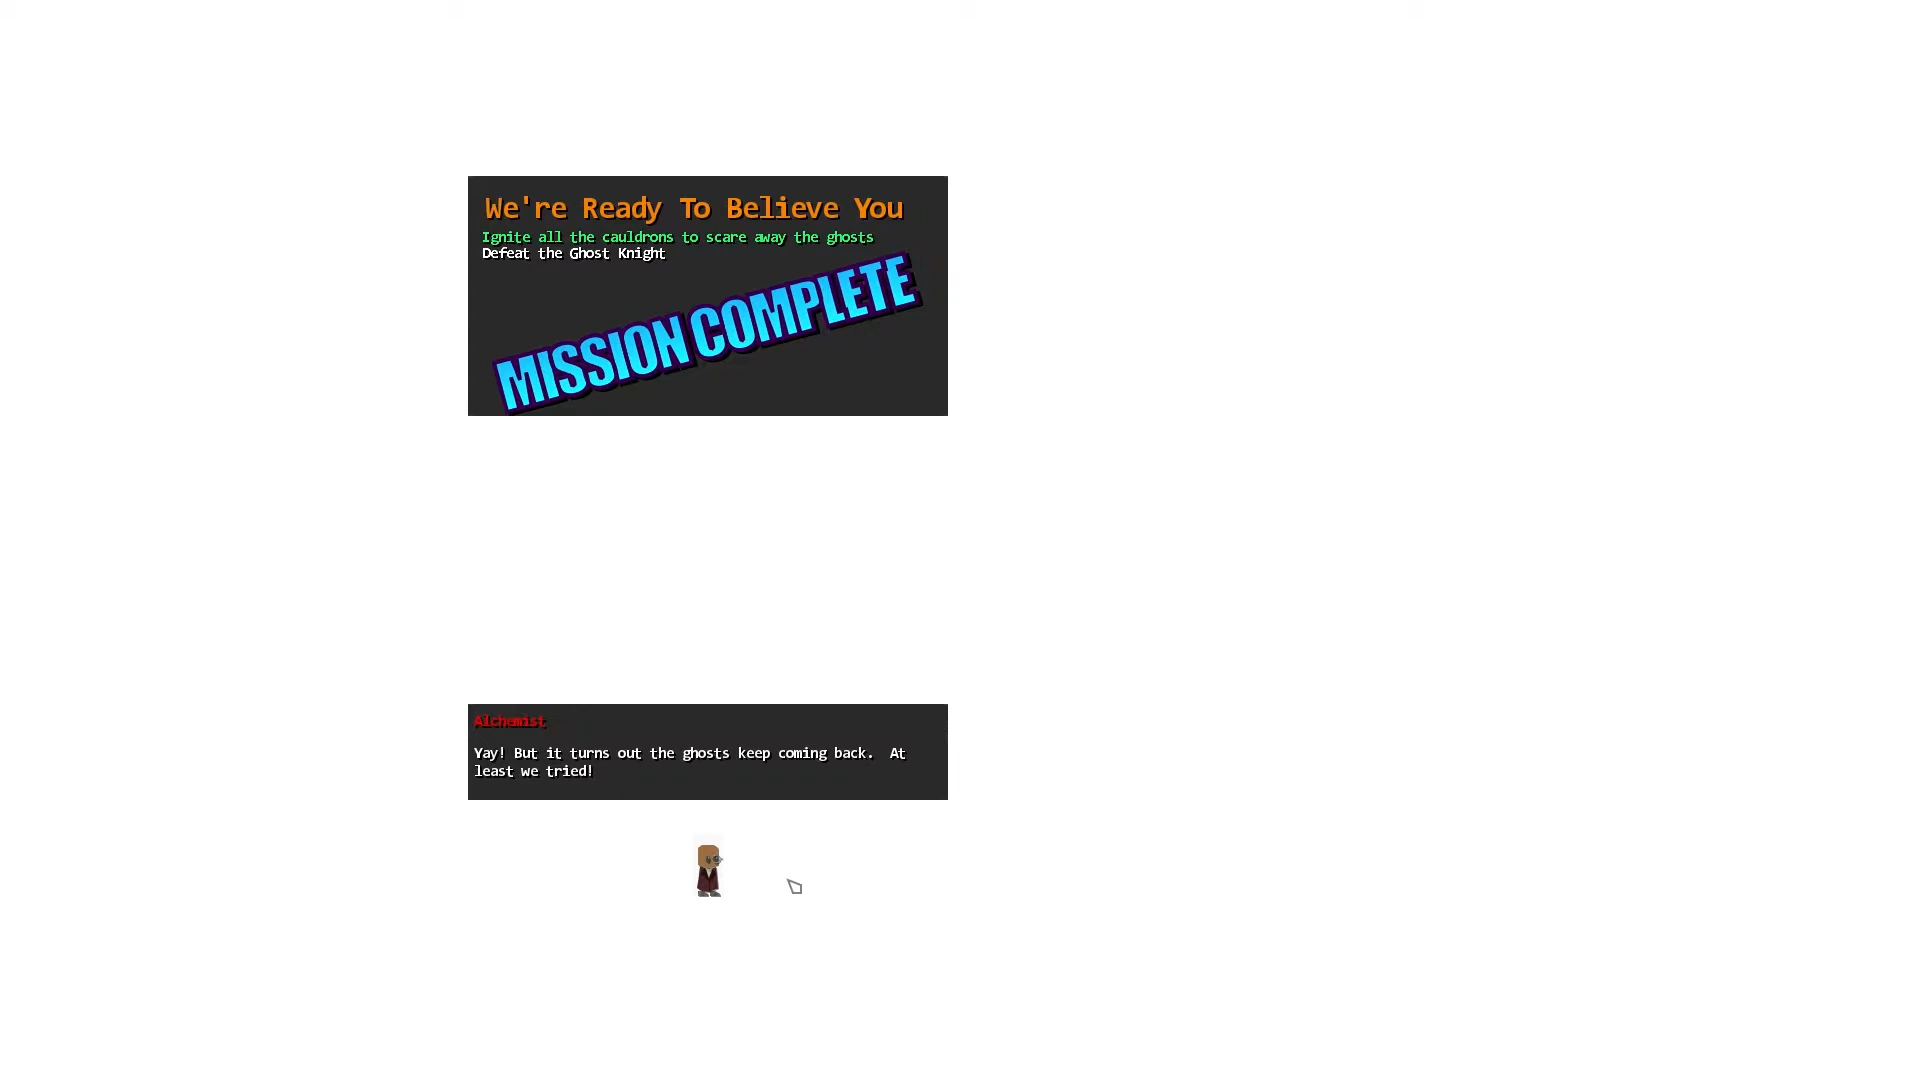 We're Ready To Believe You
Ignite all the cauldrons to scare away the ghosts
Defeat the Ghost Knight
MISSION COMPLETE
Alchemist
Yay! But it turns out the ghosts keep coming back.  At
least we tried!